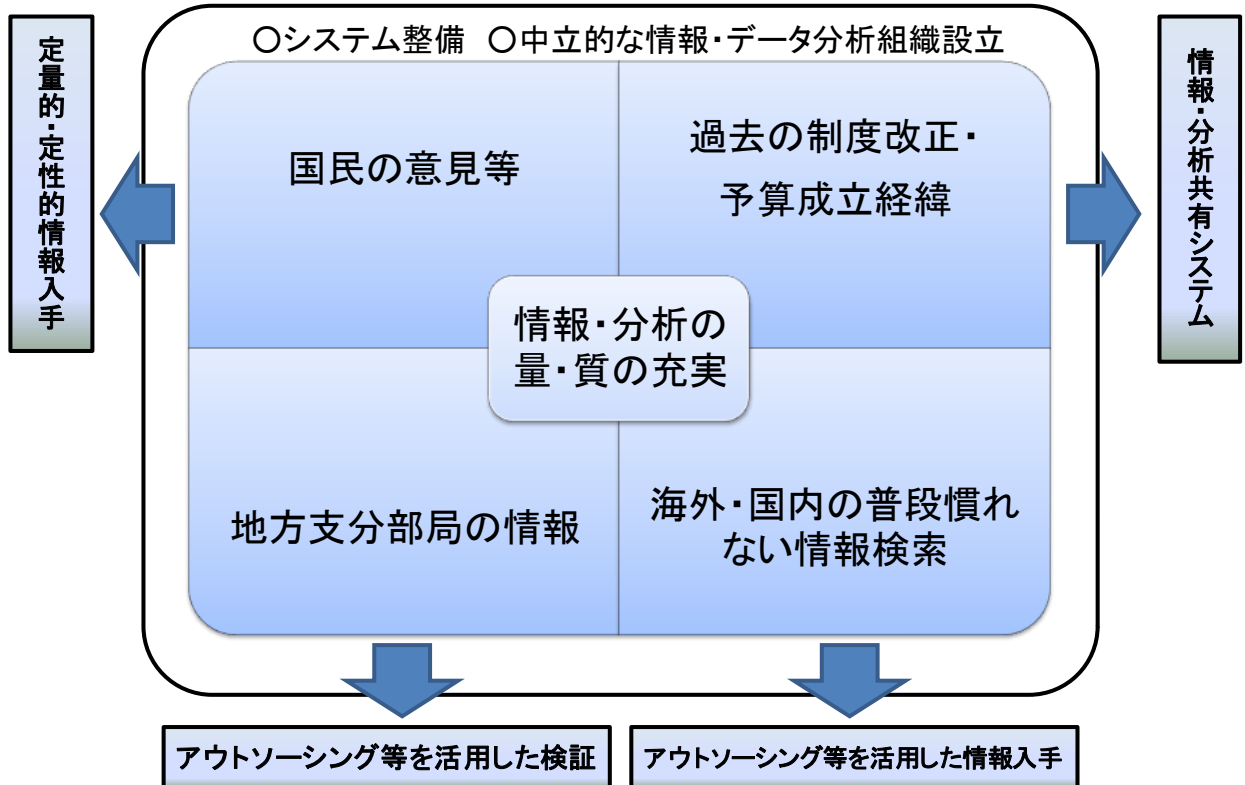 ○システム整備 ○中立的な情報・データ分析組織設立
定量的・定性的情報入手
国民の意見等
過去の制度改正・
予算成立経緯
情報・分析共有システム
情報・分析の
量・質の充実
地方支分部局の情報
海外・国内の普段慣れ
ない情報検索
アウトソーシング等を活用した検証
アウトソーシング等を活用した情報入手